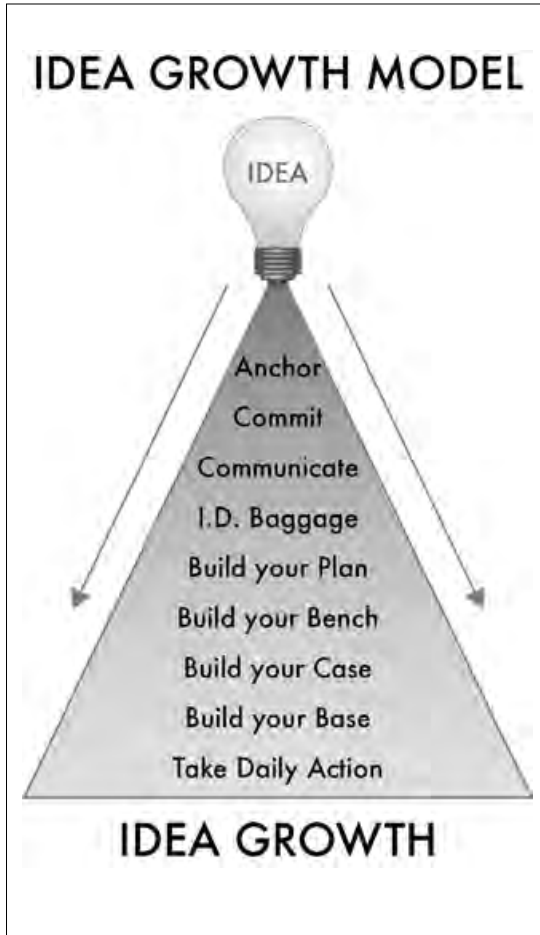 IDEA GROWTH MODEL
IDEA
Anchor
Commit
Communicate
I.D. Baggage
Build your Plan
Build your Bench
Build your Case
Build your Base
Take Daily Action
IDEA GROWTH